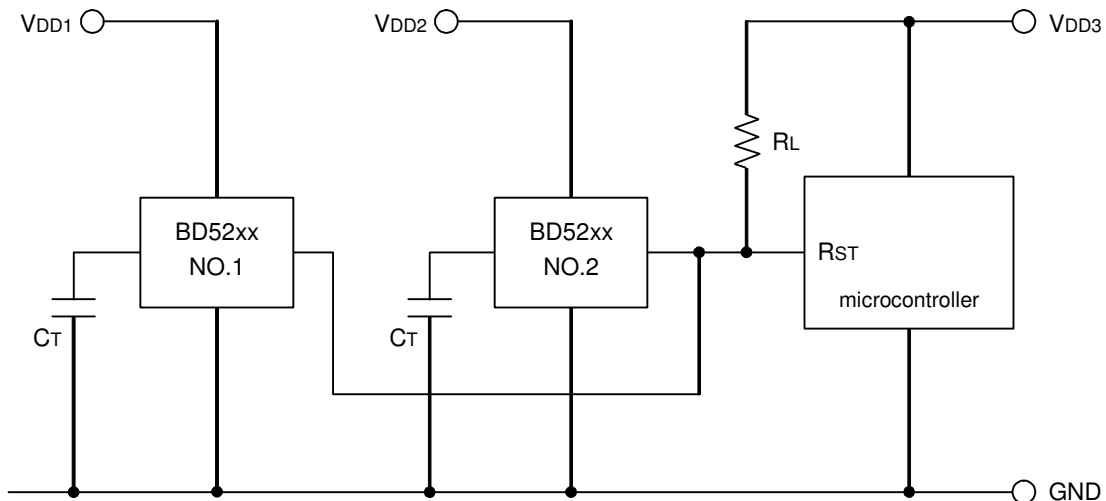 VDD1
VDD2
VDD3
RL
BD52xx
NO.1
BD52xx
NO.2
RST
microcontroller
CT
CT
GND